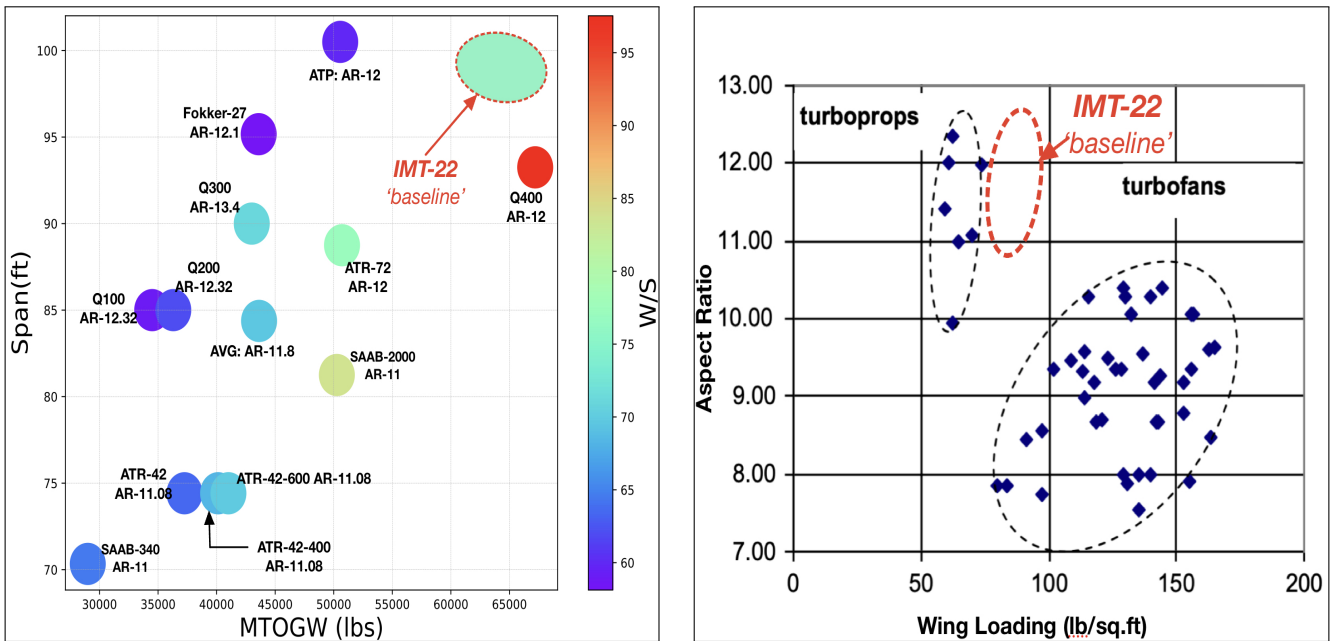 100
95
90
85
80
75
70
Span(ft)
30000 35000 40000 45000 50000 55000 60000 65000
MTOGW (lbs)
ATP: AR-12
Fokker-27
AR-12.1
IMT-22
'baseline'
Q400
AR-12
Q300
AR-13.4
ATR-72
AR-12
Q200
AR-12.32
Q100
AR-12.32
AVG: AR-11.8
SAAB-2000
AR-11
ATR-42
AR-11.08
ATR-42-600 AR-11.08
ATR-42-400
AR-11.08
SAAB-340
AR-11
95
90
85
80
75
70
65
60
W/S
13.00
12.00
11.00
10.00
9.00
8.00
7.00
Aspect Ratio
turboprops
IMT-22
'baseline'
turbofans
0 50 100 150 200
Wing Loading (lb/sq.ft)